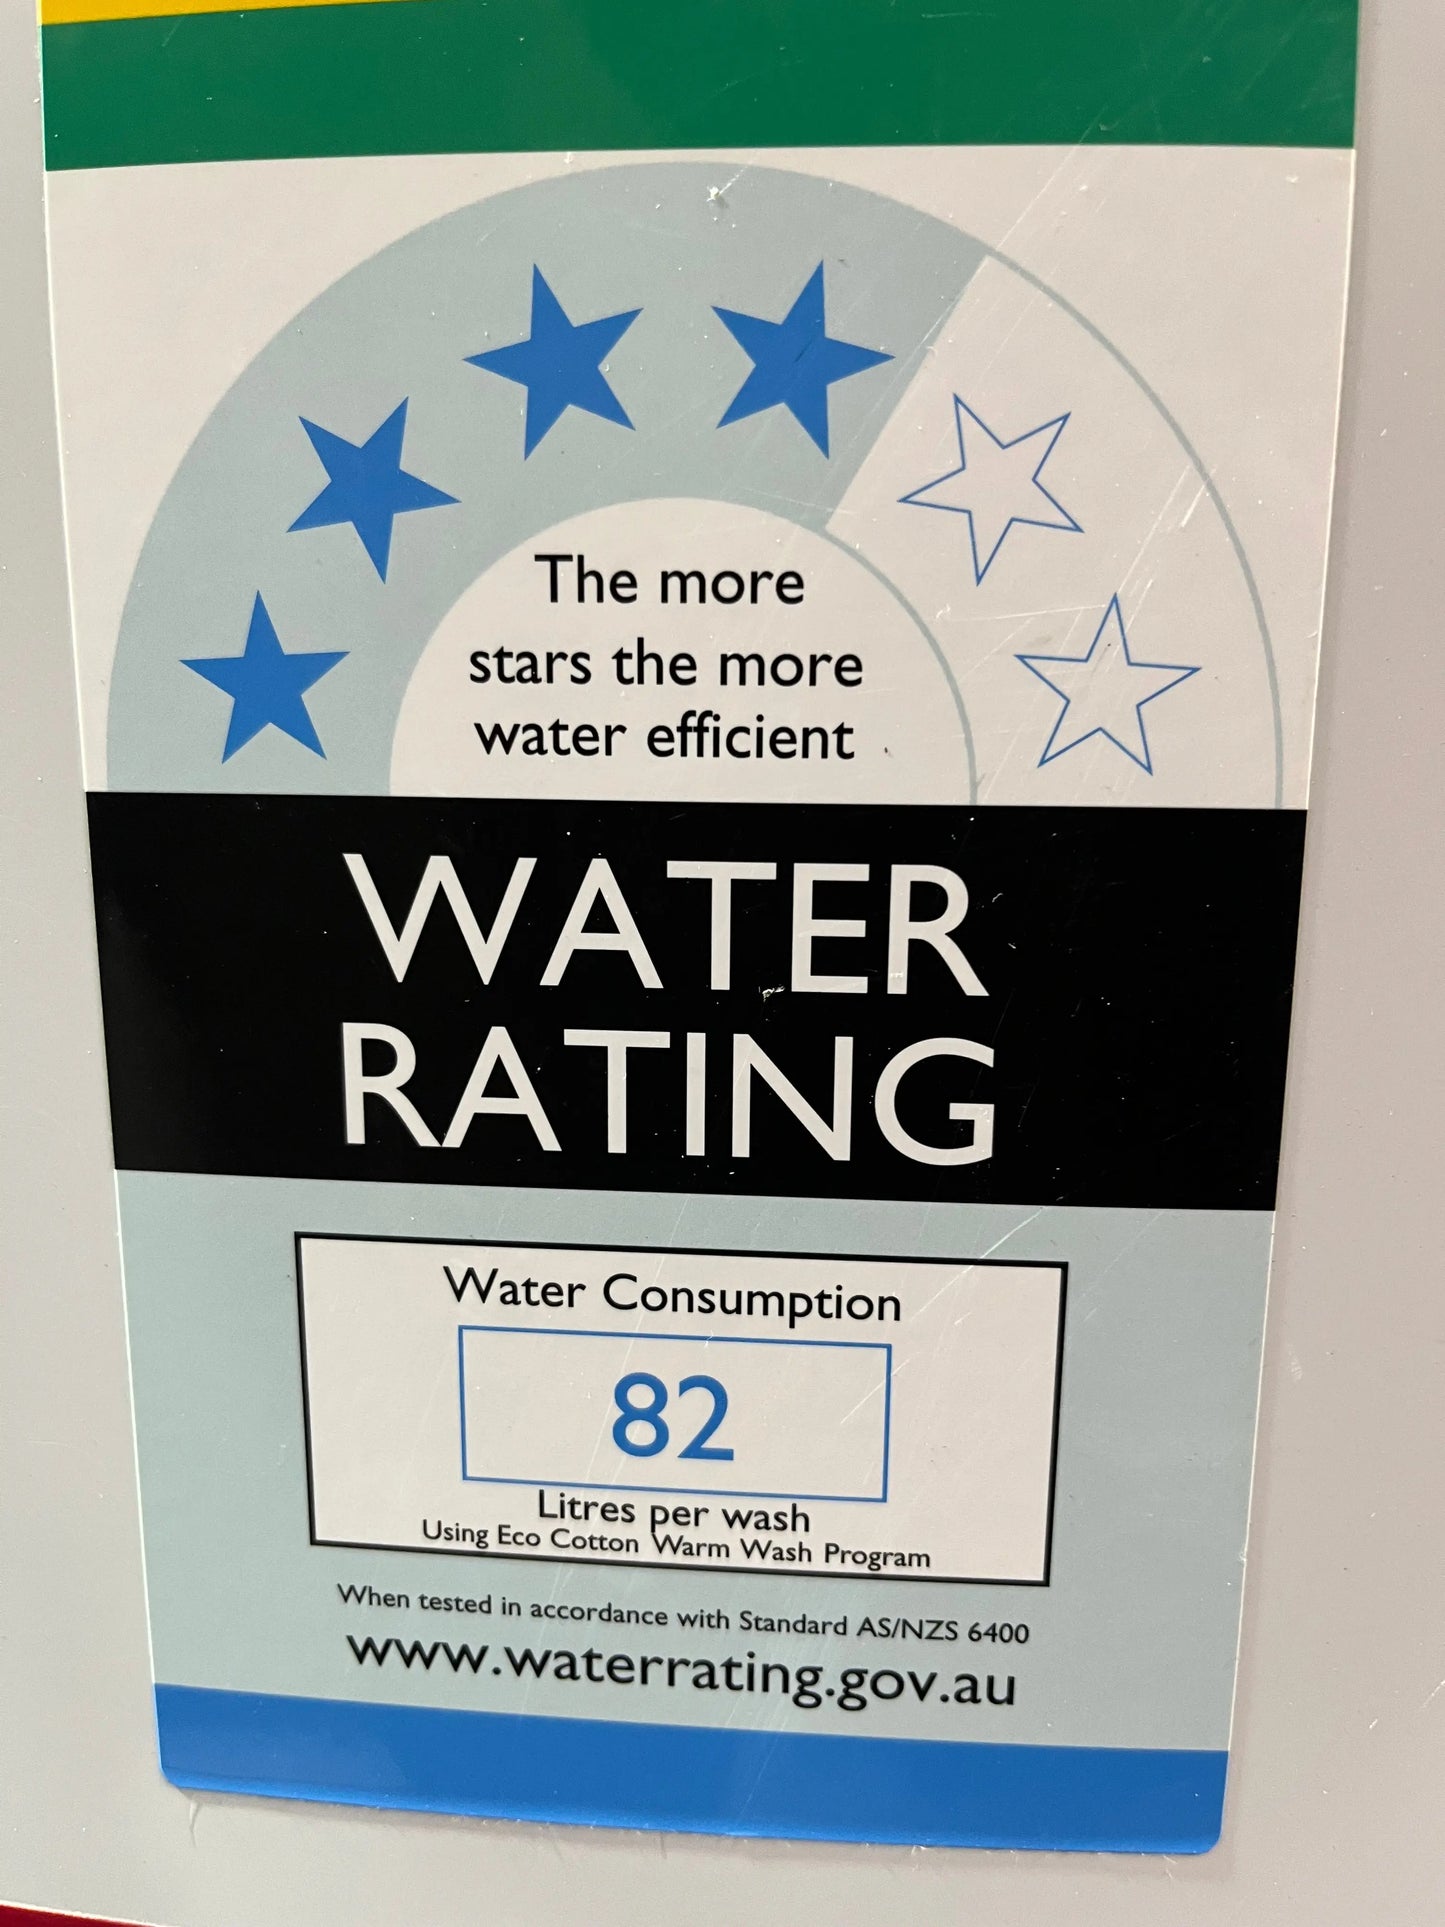 The more
stars the more
water efficient
WATER
RATING
Water Consumption
82
Litres per wash
Using Eco Cotton Warm Wash Program
When tested in accordance with Standard AS/NZS 6400
www.waterrating.gov.au